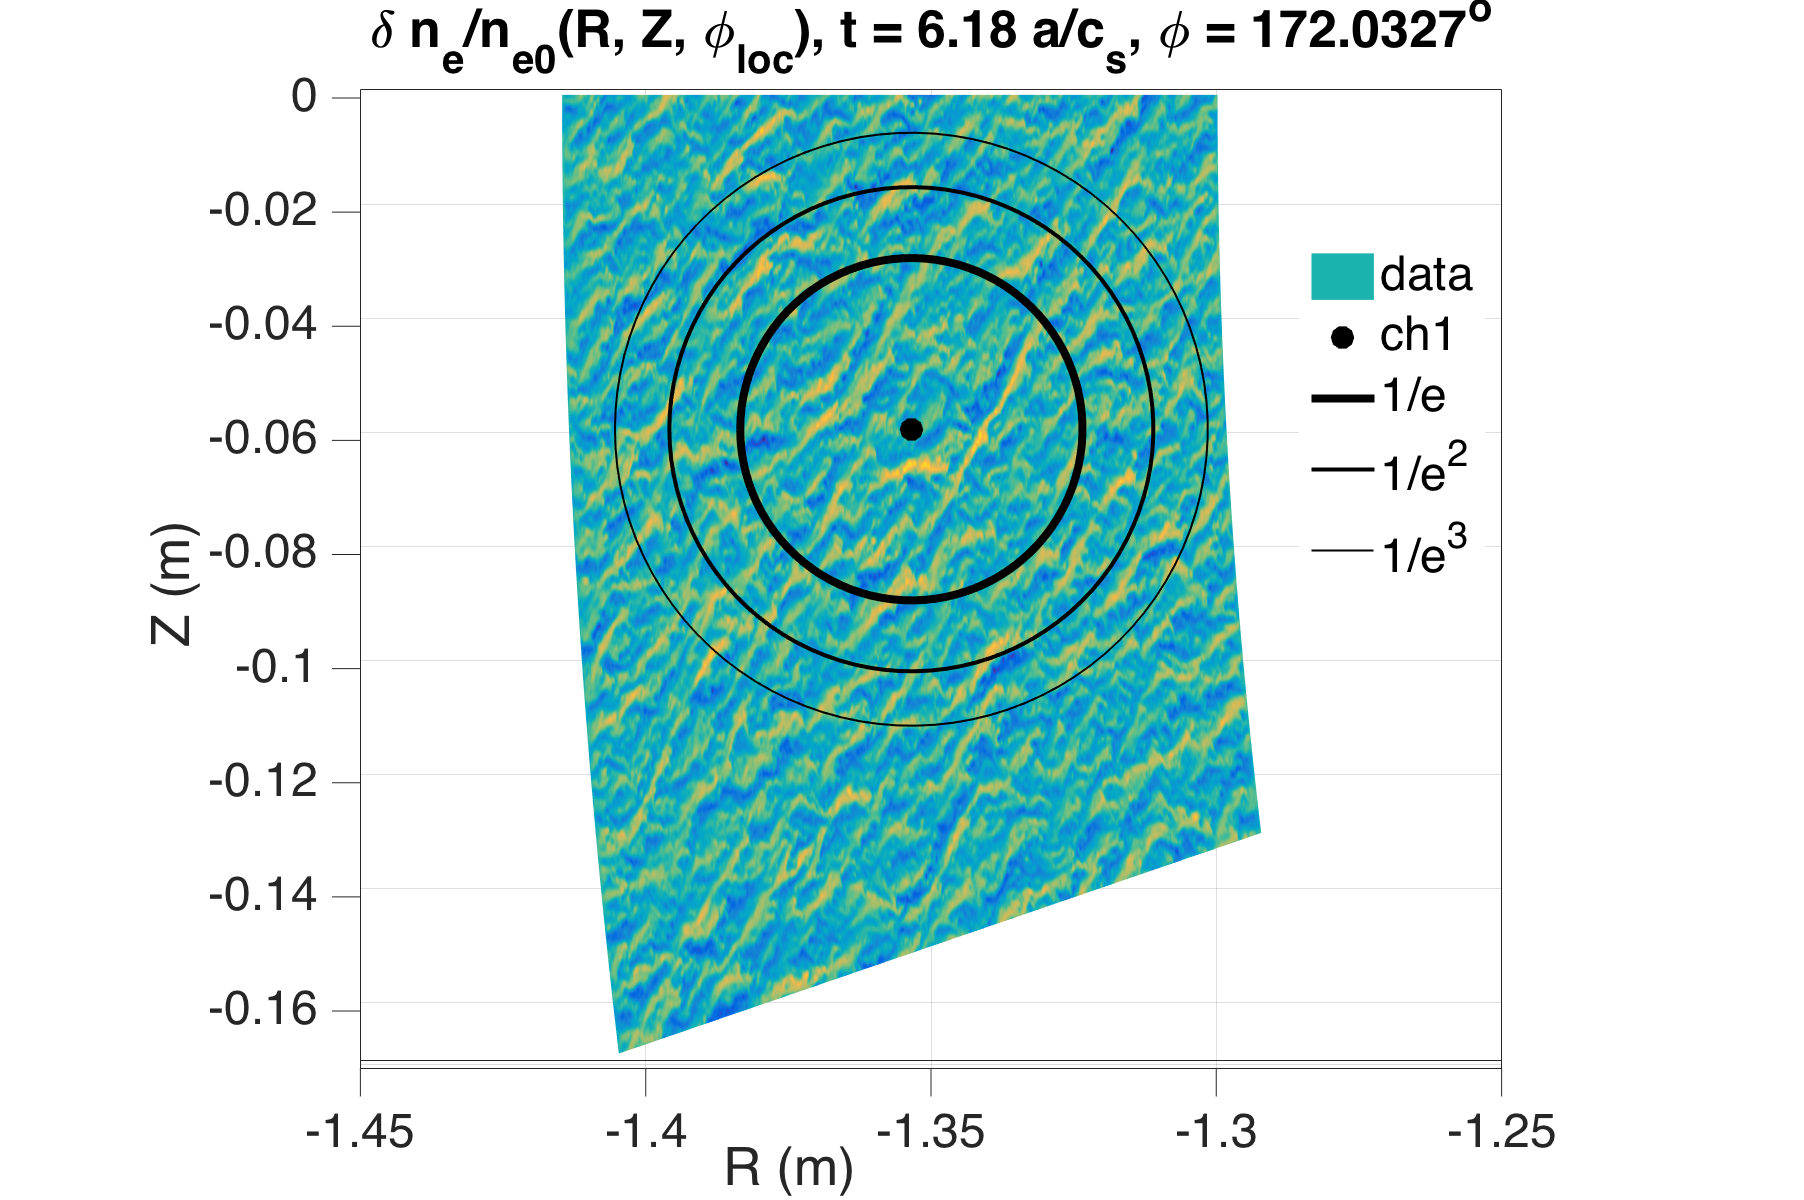 δ n_e/n_e0(R, Z, ϕ_loc), t = 6.18 a/c_s, ϕ = 172.0327^o
0
-0.02
-0.04
-0.06
-0.08
-0.1
-0.12
-0.14
-0.16
Z (m)
data
ch1
1/e
1/e^2
1/e^3
-1.45 -1.4 -1.35 -1.3 -1.25
R (m)